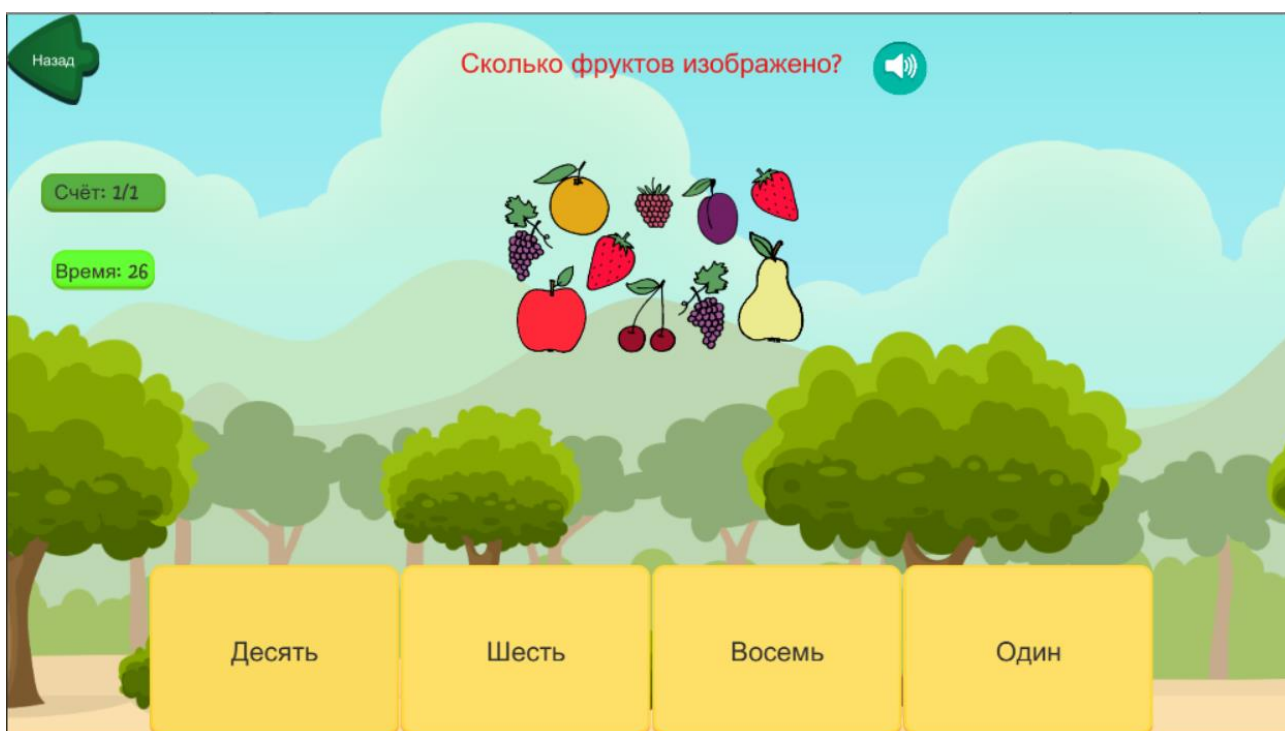 Назад
Сколько фруктов изображено?
Счёт: 1/1
Время: 26
Десять
Шесть
Восемь
Один